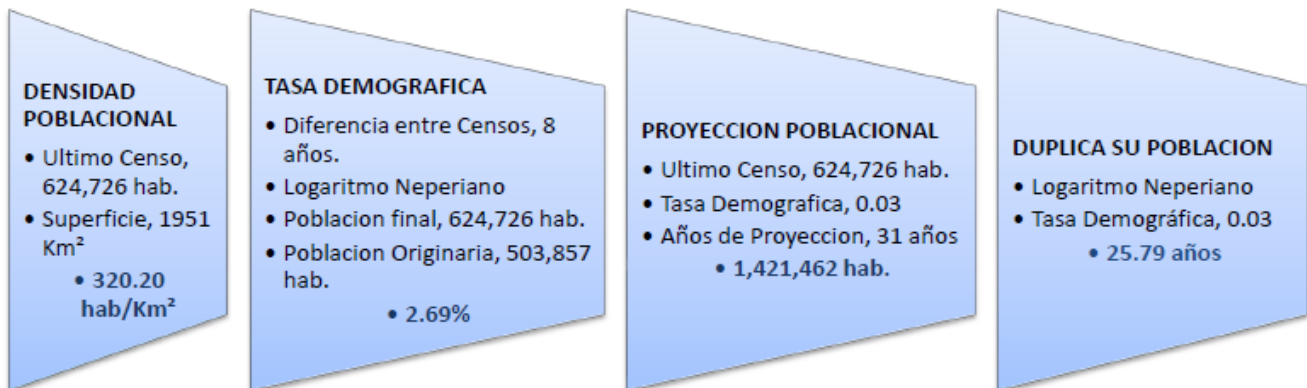 DENSIDAD
POBLACIONAL
• Ultimo Censo,
624,726 hab.
• Superficie, 1951
Km²
• 320.20
hab/Km²
TASA DEMOGRAFICA
• Diferencia entre Censos, 8
años.
• Logaritmo Neperiano
• Poblacion final, 624,726 hab.
• Poblacion Originaria, 503,857
hab.
• 2.69%
PROYECCION POBLACIONAL
• Ultimo Censo, 624,726 hab.
• Tasa Demografica, 0.03
• Años de Proyeccion, 31 años
• 1,421,462 hab.
DUPLICA SU POBLACION
• Logaritmo Neperiano
• Tasa Demográfica, 0.03
• 25.79 años